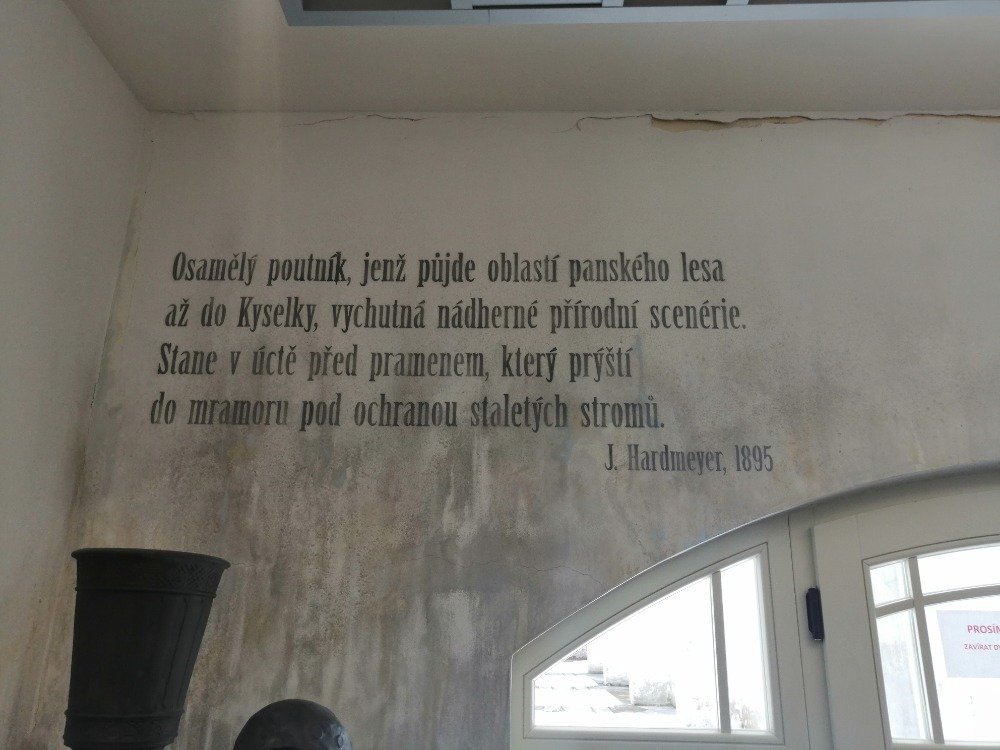 Osamělý poutník, jenž půjde oblastí panského lesa
až do Kyselky, vychutná nádherné přírodní scenérie.
Stane v úctě před pramenem, který prýští
do mramoru pod ochranou staletých stromů.
J. Hardmeyer, 1895
ZAVÍRAT